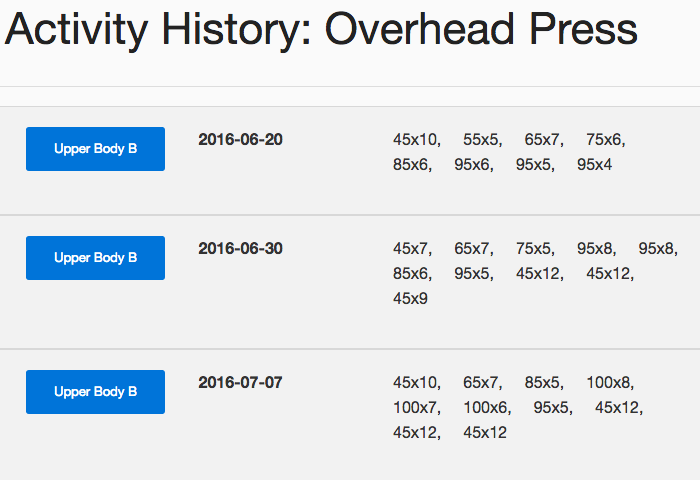 Activity History: Overhead Press
Upper Body B
2016-06-20
45x10, 55x5, 65x7, 75x6,
85x6, 95x6, 95x5, 95x4
Upper Body B
2016-06-30
45x7, 65x7, 75x5, 95x8, 95x8,
85x6, 95x5, 45x12, 45x12,
45x9
Upper Body B
2016-07-07
45x10, 65x7, 85x5, 100x8,
100x7, 100x6, 95x5, 45x12,
45x12, 45x12